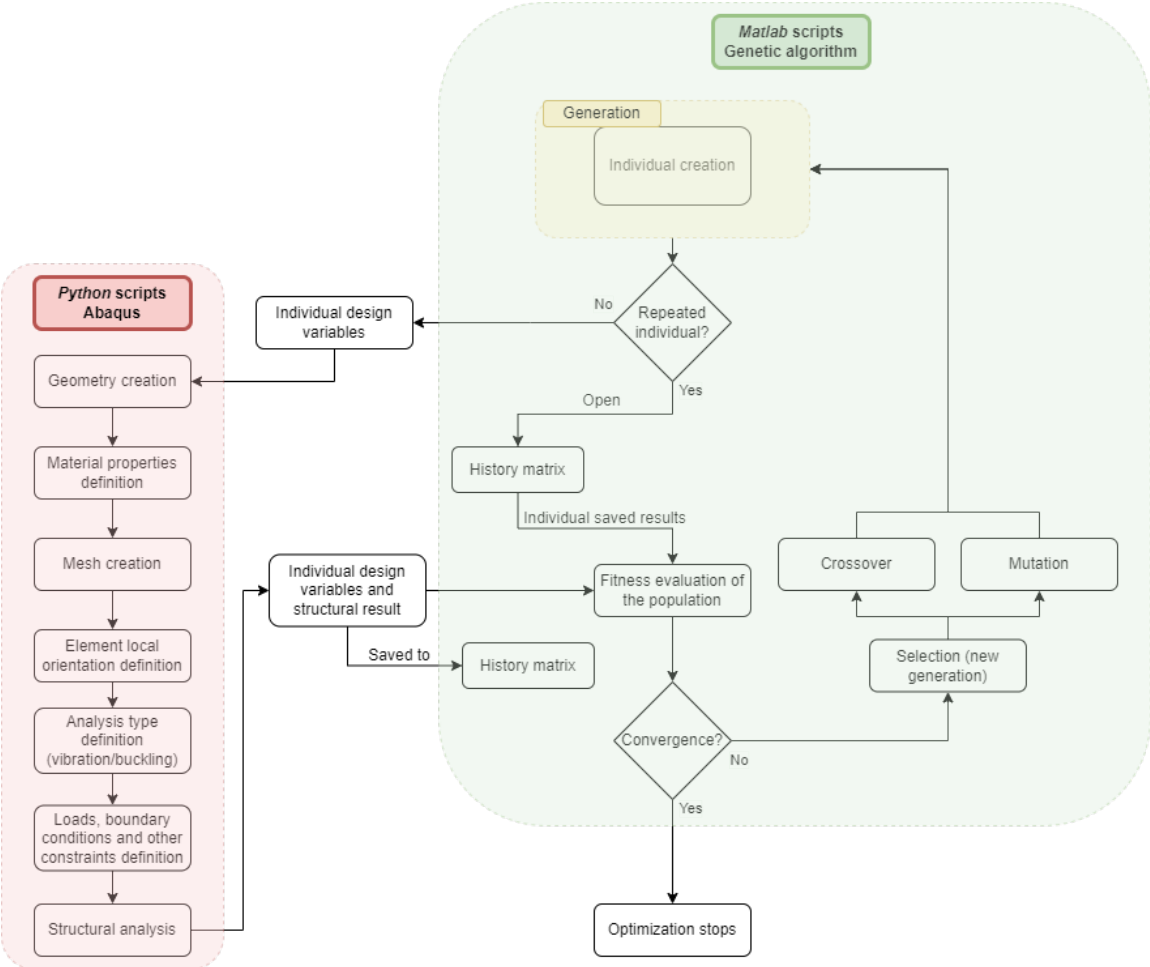 Matlab scripts
Genetic algorithm
Generation
Individual creation
Repeated
individual?
No
Yes
Individual design
variables
Python scripts
Abaqus
Geometry creation
Material properties
definition
Mesh creation
Element local
orientation definition
Analysis type
definition
(vibration/buckling)
Loads, boundary
conditions and other
constraints definition
Structural analysis
Individual design
variables and
structural result
Saved to
History matrix
Open
History matrix
Individual saved results
Fitness evaluation of
the population
Convergence?
No
Yes
Selection (new
generation)
Crossover
Mutation
Optimization stops